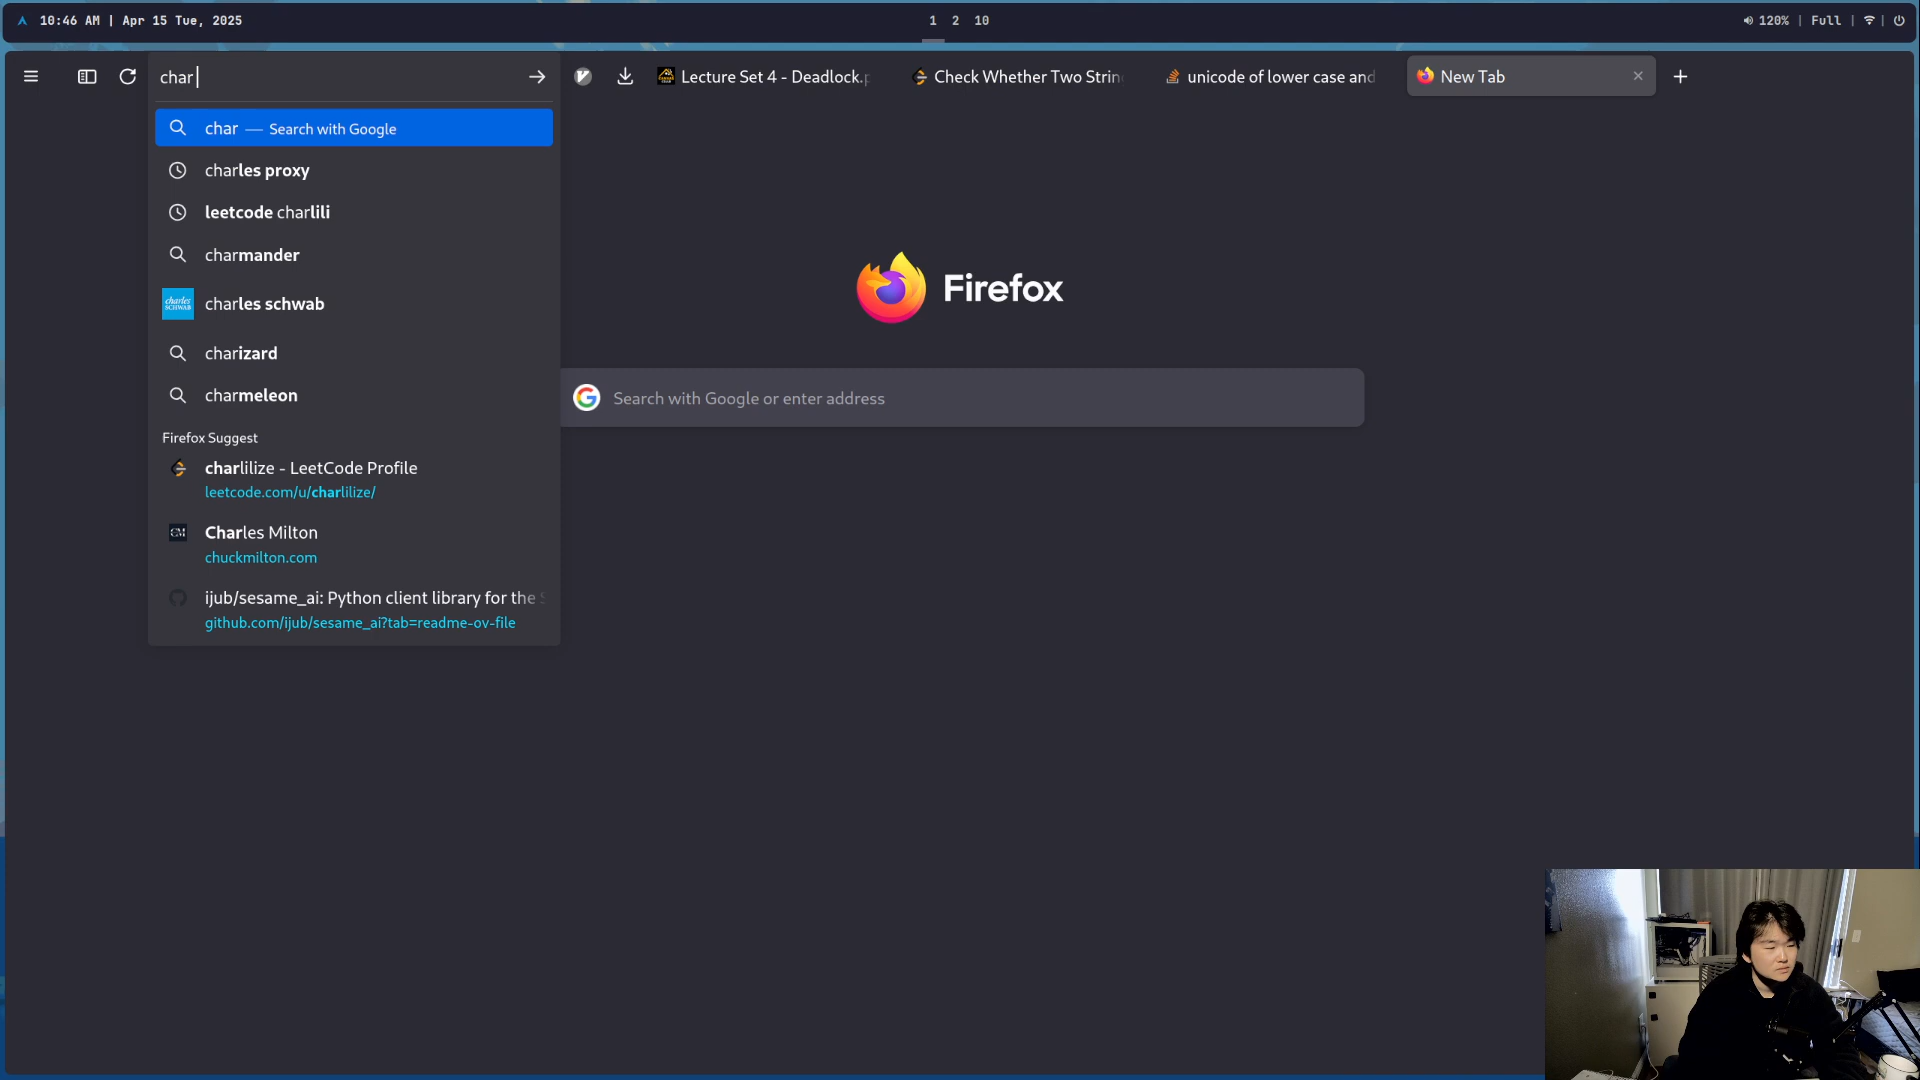 10:46 AM | Apr 15 Tue, 2025
1 2 10
120% | Full |
char
Lecture Set 4 - Deadlock.p
Check Whether Two Strin
unicode of lower case and
New Tab
char — Search with Google
charles proxy
leetcode charlili
charmander
charles schwab
charizard
charmeleon
Firefox Suggest
charlilize - LeetCode Profile
leetcode.com/u/charlilize/
CM
Charles Milton
chuckmilton.com
ijub/sesame_ai: Python client library for the S
github.com/ijub/sesame_ai?tab=readme-ov-file
Firefox
Search with Google or enter address